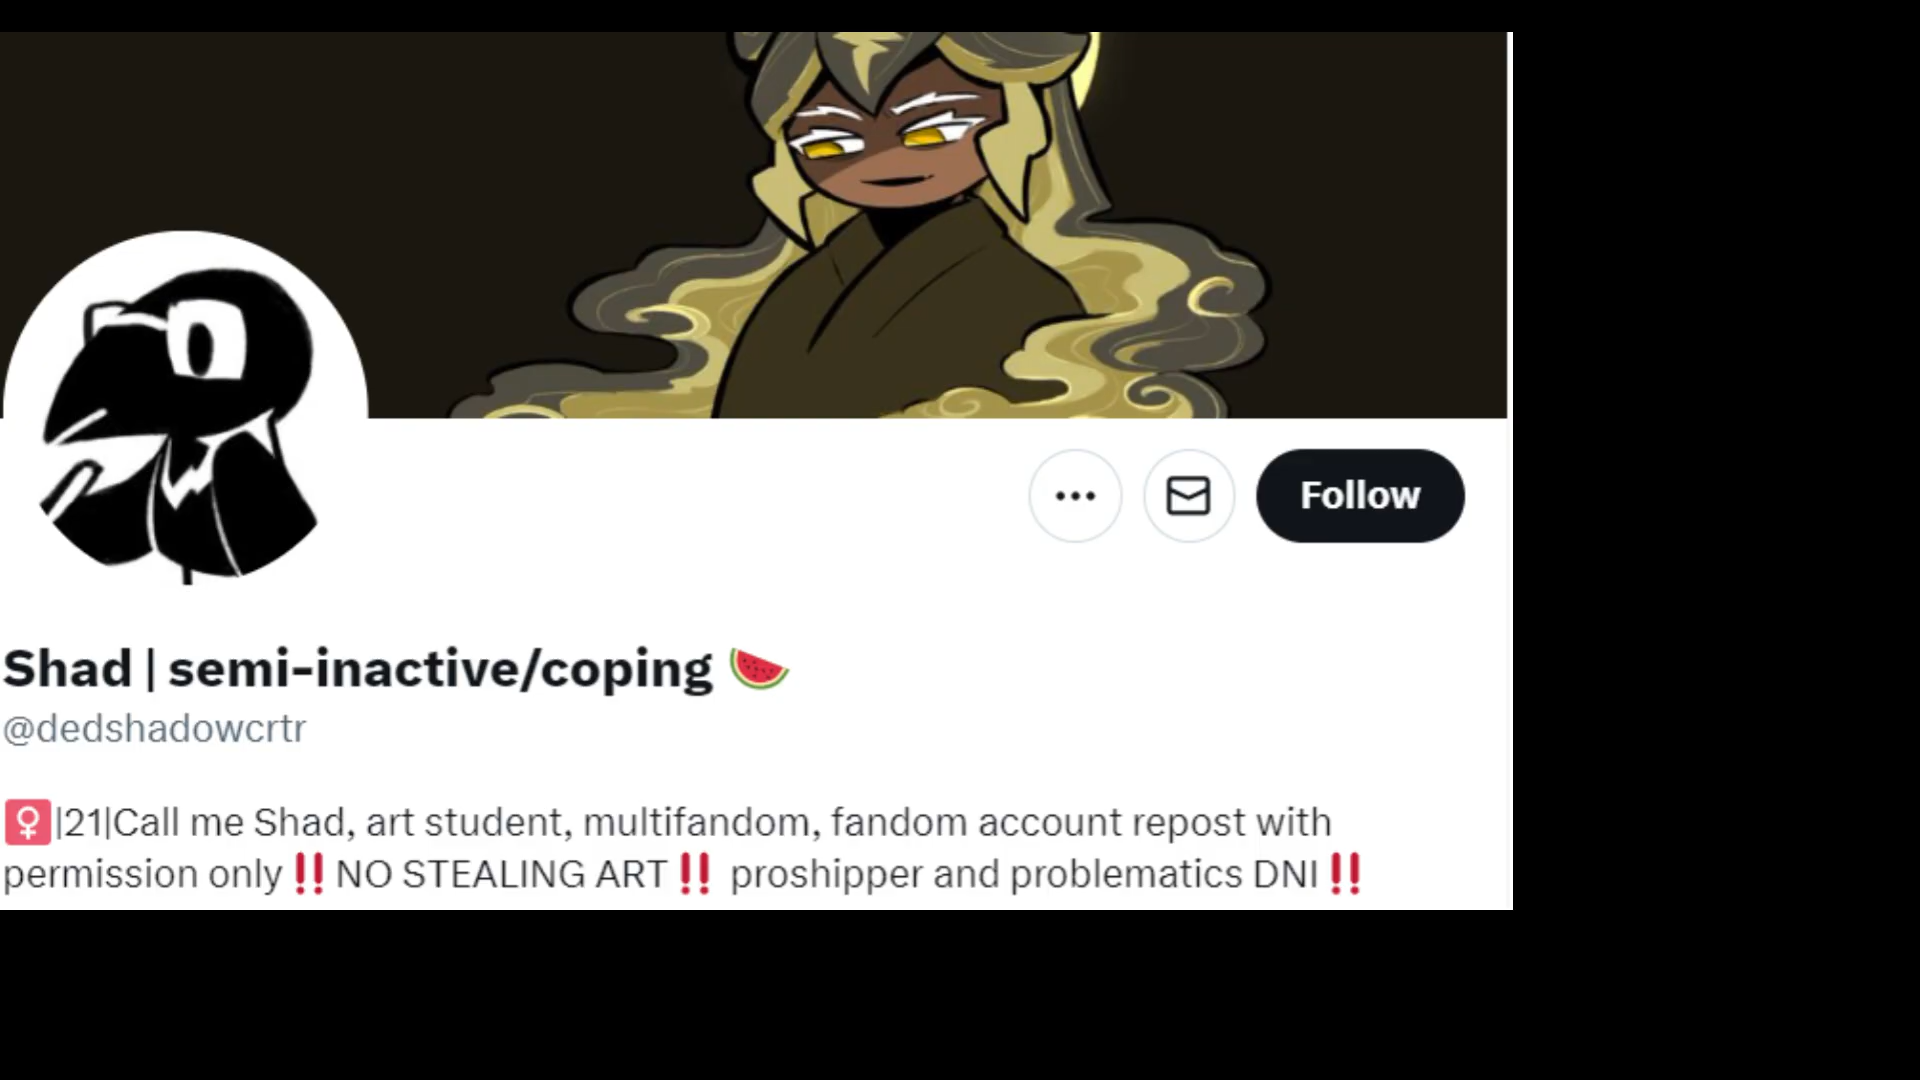 Follow
Shad | semi-inactive/coping 🍉
@dedshadowcrtr
♀|21|Call me Shad, art student, multifandom, fandom account repost with
permission only‼️NO STEALING ART‼️ proshipper and problematics DNI‼️